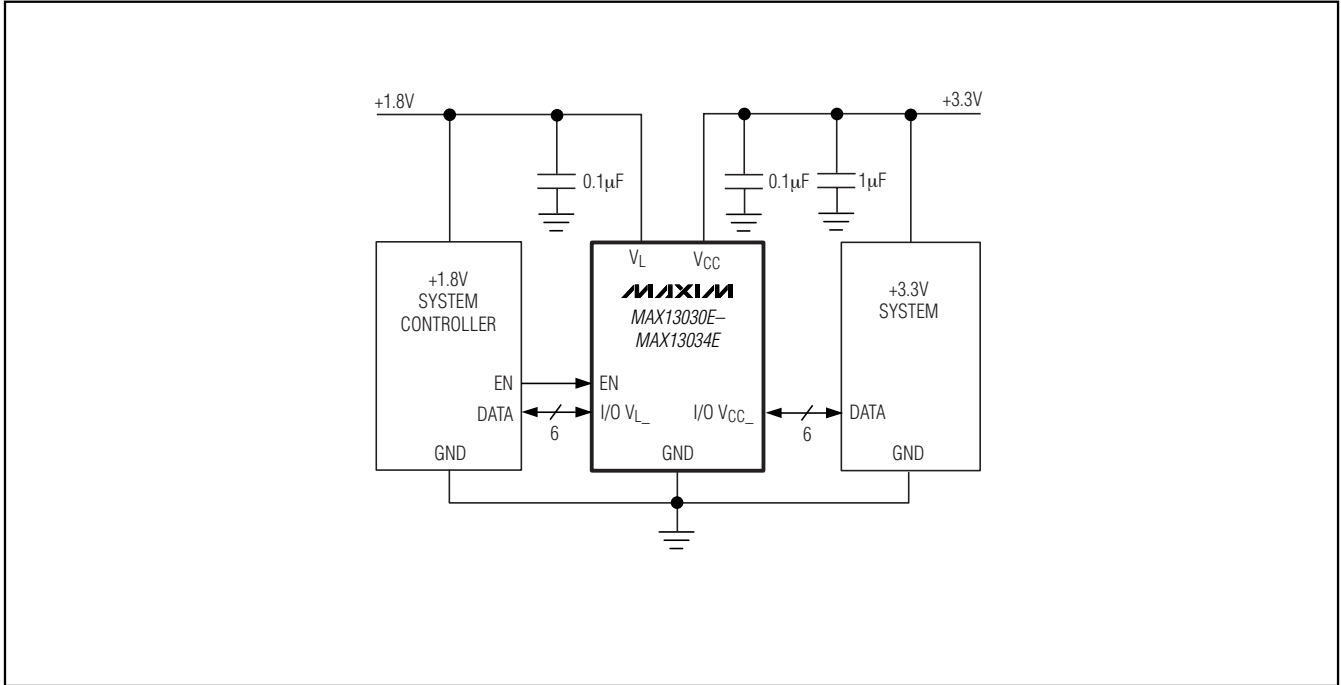 +1.8V
+3.3V
0.1µF
0.1µF
1µF
+1.8V
SYSTEM
CONTROLLER
EN
DATA
GND
6
VL
VCC
MAXIM
MAX13030E–
MAX13034E
EN
I/O VL_
I/O VCC_
GND
6
+3.3V
SYSTEM
DATA
GND